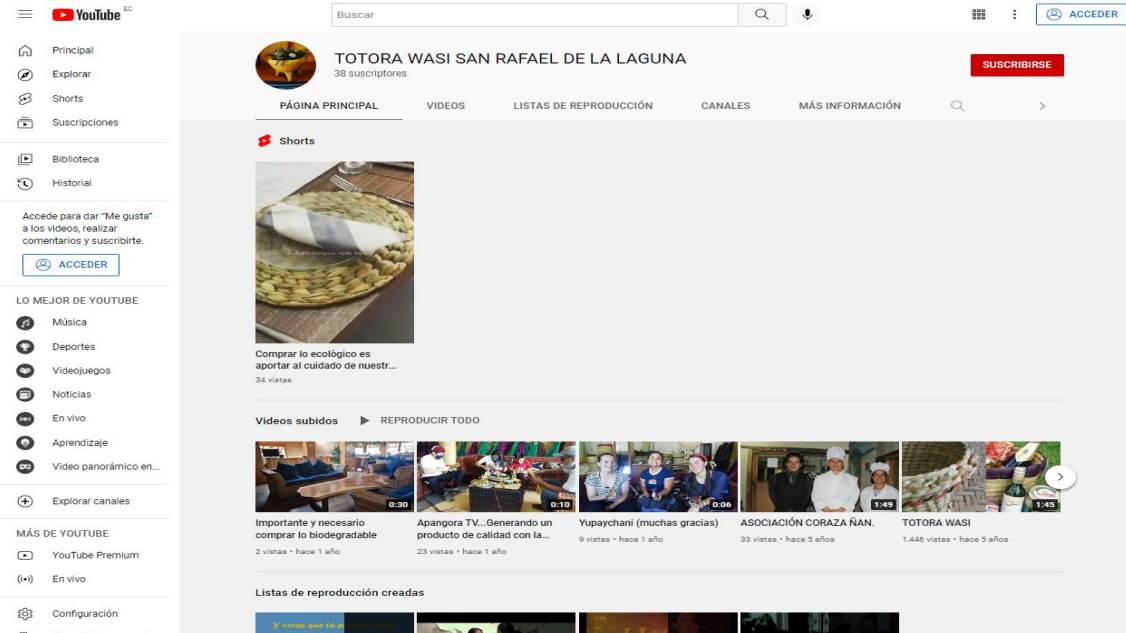 YouTube EC
Buscar
ACCEDER
Principal
Explorar
Shorts
Suscripciones
Biblioteca
Historial
Accede para dar "Me gusta"
a los videos, realizar
comentarios y suscribirte.
ACCEDER
LO MEJOR DE YOUTUBE
Música
Deportes
Videojuegos
Noticias
En vivo
Aprendizaje
Video panorámico en...
Explorar canales
MÁS DE YOUTUBE
YouTube Premium
En vivo
Configuración
TOTORA WASI SAN RAFAEL DE LA LAGUNA
38 suscriptores
SUSCRIBIRSE
PÁGINA PRINCIPAL VIDEOS LISTAS DE REPRODUCCIÓN CANALES MÁS INFORMACIÓN
Shorts
Comprar lo ecològico es
aportar al cuidado de nuestr...
34 vistas
Videos subidos REPRODUCIR TODO
0:30
Importante y necesario
comprar lo biodegradable
2 vistas • hace 1 año
0:10
Apangora TV...Generando un
producto de calidad con la...
23 vistas • hace 1 año
0:06
Yupaychani (muchas gracias)
9 vistas • hace 1 año
1:49
ASOCIACIÓN CORAZA ÑAN.
33 vistas • hace 5 años
1:45
TOTORA WASI
1,446 vistas • hace 5 años
Listas de reproducción creadas
Y verás que tú